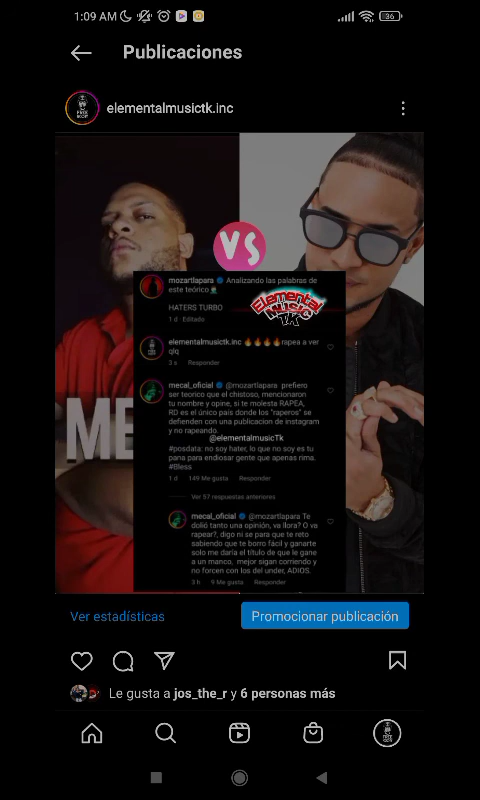 1:09 AM
36
Publicaciones
elementalmusictk.inc
VS
mozartlapara Analizando las palabras de
este teórico
HATERS TURBO
1 d · Editado
Elemental
Music
TK
elementalmusictk.inc 🔥🔥🔥🔥rapea a ver
qlq
3 s Responder
mecal_oficial @mozartlapara prefiero
ser teorico que el chistoso, mencionaron
tu nombre y opine, si te molesta RAPEA,
RD es el único país donde los "raperos" se
defienden con una publicacion de instagram
y no rapeando.
@elementalmusicTk
#posdata: no soy hater, lo que no soy es tu
pana para endiosar gente que apenas rima.
#Bless
1 d 149 Me gusta Responder
Ver 57 respuestas anteriores
mecal_oficial @mozartlapara Te
dolió tanto una opinión, va llora? O va
rapear?, digo ni se para que te reto
sabiendo que te borro fácil y ganarte
solo me daría el título de que le gane
a un manco, mejor sigan corriendo y
no forcen con los del under, ADIOS.
3 h 9 Me gusta Responder
ME
Ver estadísticas
Promocionar publicación
Le gusta a jos_the_r y 6 personas más